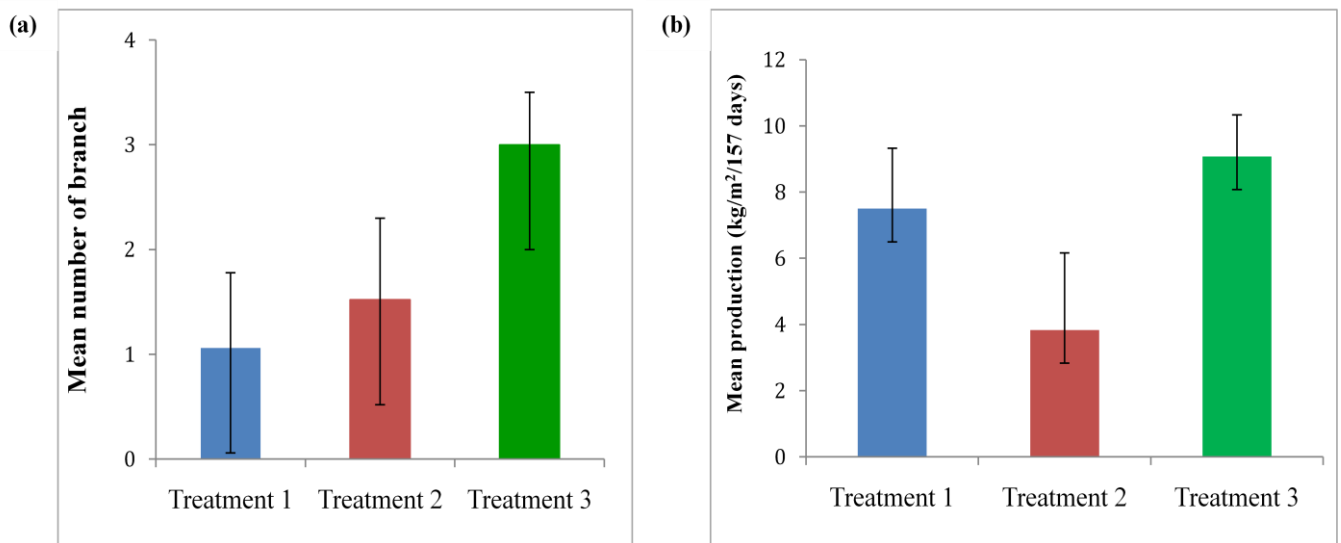 (a)
Mean number of branch
4
3
2
1
0
Treatment 1 Treatment 2 Treatment 3
(b)
Mean production (kg/m²/157 days)
12
10
8
6
4
2
0
Treatment 1 Treatment 2 Treatment 3